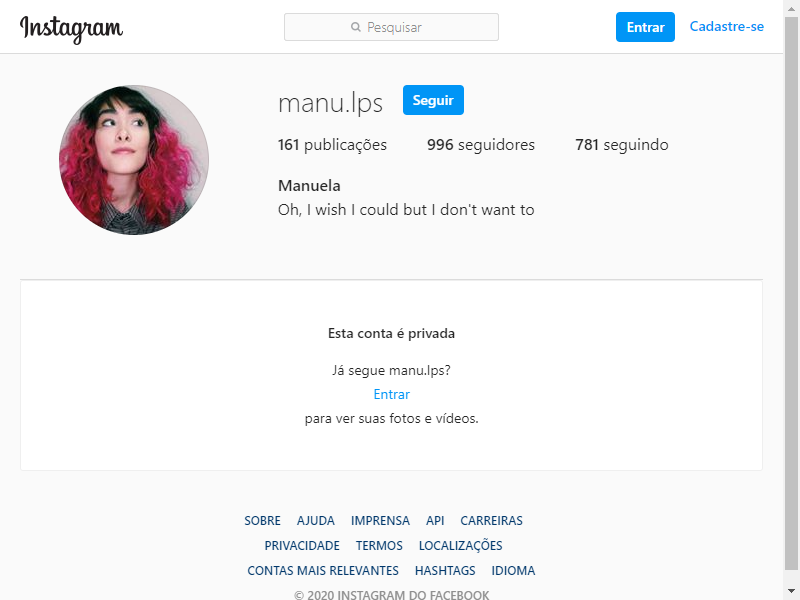 Instagram
Pesquisar
Entrar
Cadastre-se
manu.lps
Seguir
161 publicações 996 seguidores 781 seguindo
Manuela
Oh, I wish I could but I don't want to
Esta conta é privada
Já segue manu.lps?
Entrar
para ver suas fotos e vídeos.
SOBRE AJUDA IMPRENSA API CARREIRAS
PRIVACIDADE TERMOS LOCALIZAÇÕES
CONTAS MAIS RELEVANTES HASHTAGS IDIOMA
© 2020 INSTAGRAM DO FACEBOOK